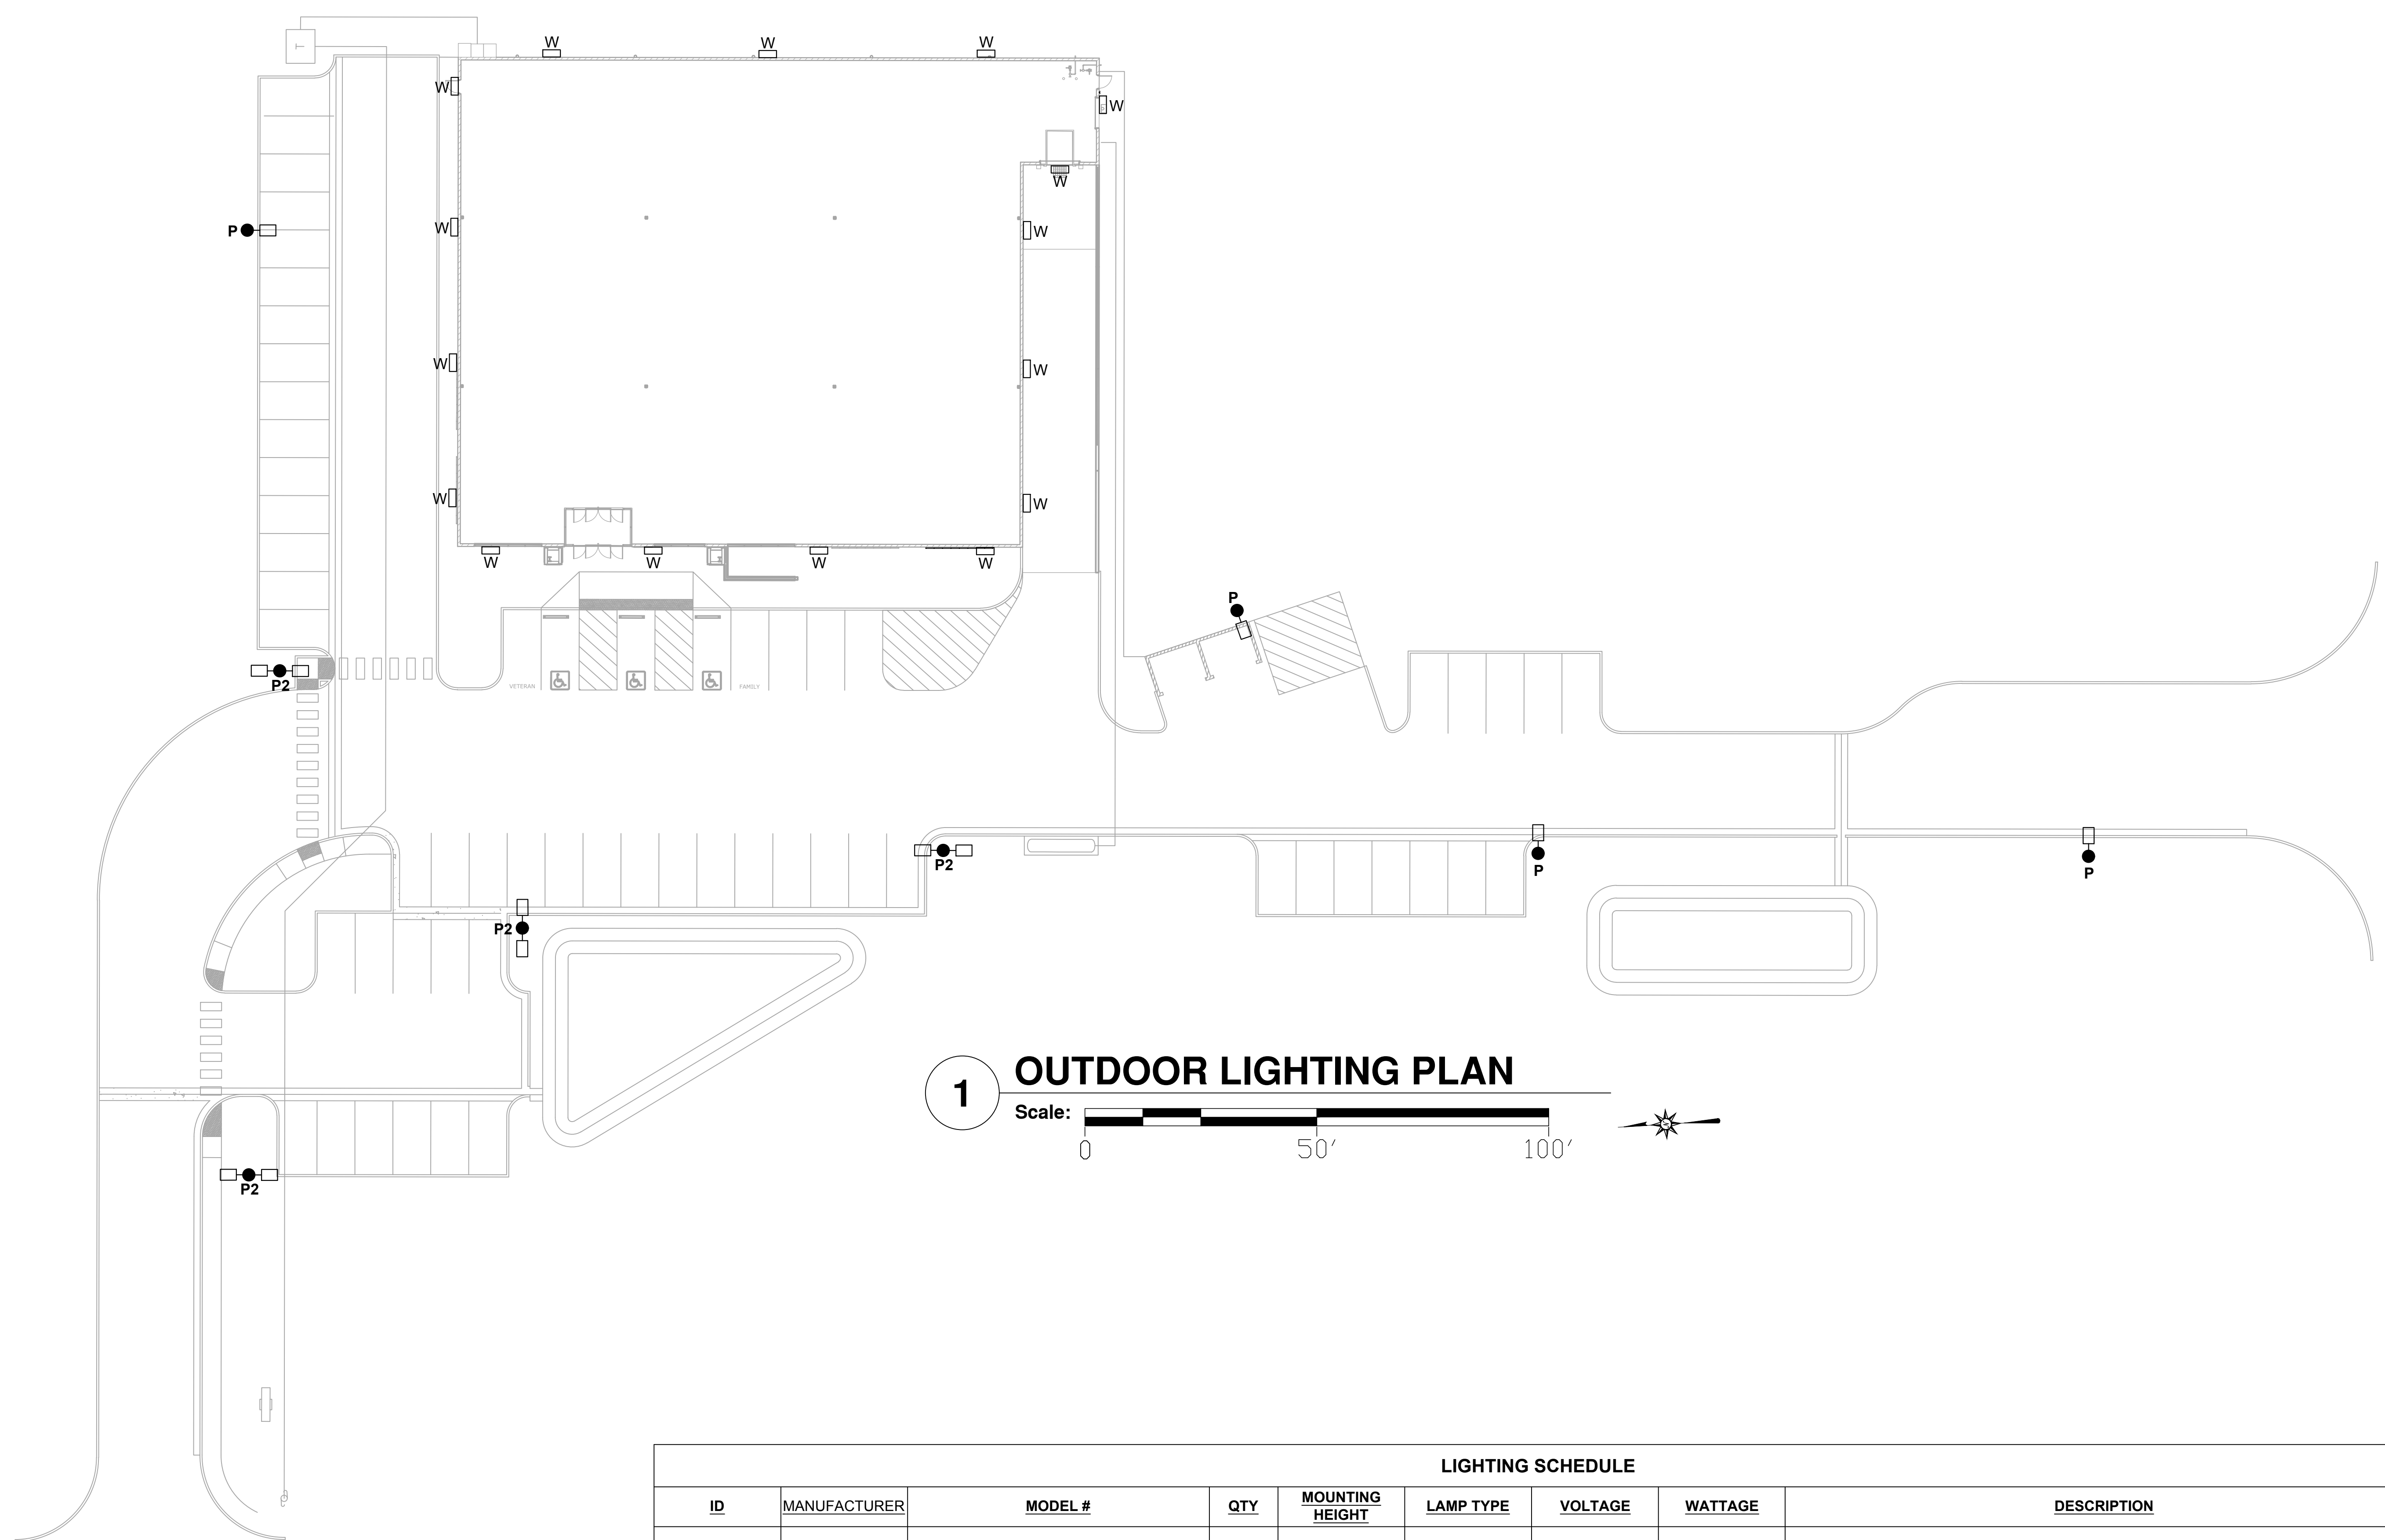 W W W
W
W
W
W
W
P
W
W
W
W
W
W W W W
P
P2
VETERAN FAMILY
P2
P
P
P2
1 OUTDOOR LIGHTING PLAN
Scale:
0 50' 100'
P2
LIGHTING SCHEDULE
ID MANUFACTURER MODEL # QTY MOUNTING HEIGHT LAMP TYPE VOLTAGE WATTAGE DESCRIPTION